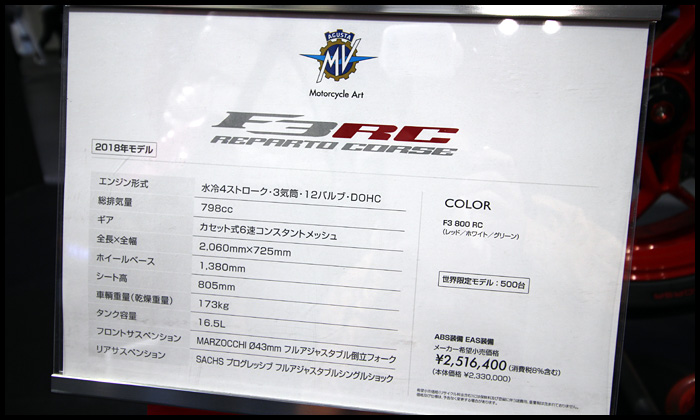 AGUSTA
MV
Motorcycle Art
F3RC
REPARTO CORSE
2018年モデル
エンジン形式 水冷4ストローク・3気筒・12バルブ・DOHC
総排気量 798cc
ギア カセット式6速コンスタントメッシュ
全長×全幅 2,060mm×725mm
ホイールベース 1,380mm
シート高 805mm
車輌重量(乾燥重量) 173kg
タンク容量 16.5L
フロントサスペンション MARZOCCHI Ø43mm フルアジャスタブル倒立フォーク
リアサスペンション SACHS プログレッシブ フルアジャスタブルシングルショック
COLOR
F3 800 RC
(レッド/ホワイト/グリーン)
世界限定モデル:500台
ABS装備 EAS装備
メーカー希望小売価格
¥2,516,400(消費税8%含む)
(本体価格 ¥2,330,000)